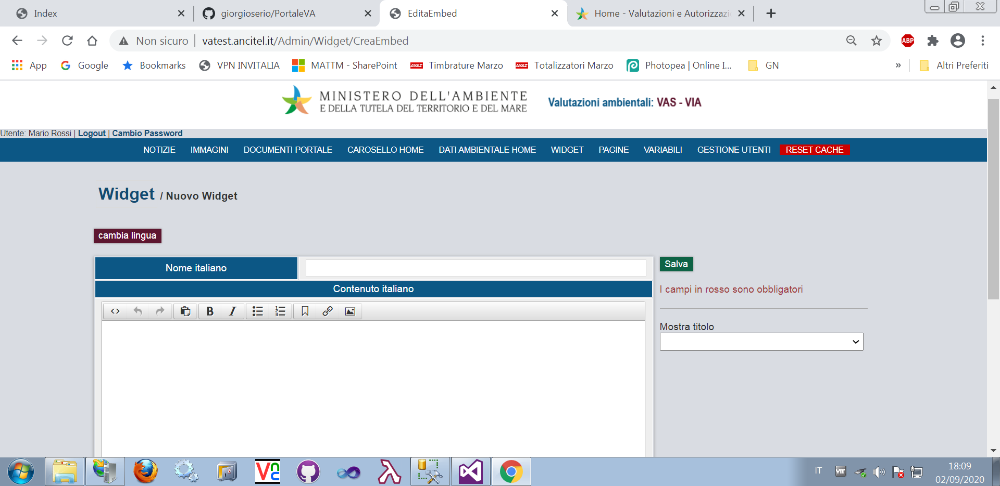 Index
giorgioserio/PortaleVA
EditaEmbed
Home - Valutazioni e Autorizzazi
Non sicuro
vatest.ancitel.it/Admin/Widget/CreaEmbed
ABP
App
Google
Bookmarks
VPN INVITALIA
MATTM - SharePoint
Timbrature Marzo
Totalizzatori Marzo
Photopea | Online I...
GN
»
Altri Preferiti
MINISTERO DELL'AMBIENTE
E DELLA TUTELA DEL TERRITORIO E DEL MARE
Valutazioni ambientali: VAS - VIA
Utente: Mario Rossi | Logout | Cambio Password
NOTIZIE
IMMAGINI
DOCUMENTI PORTALE
CAROSELLO HOME
DATI AMBIENTALE HOME
WIDGET
PAGINE
VARIABILI
GESTIONE UTENTI
RESET CACHE
Widget / Nuovo Widget
cambia lingua
Nome italiano
Salva
Contenuto italiano
I campi in rosso sono obbligatori
B
I
Mostra titolo
IT
18:09
02/09/2020